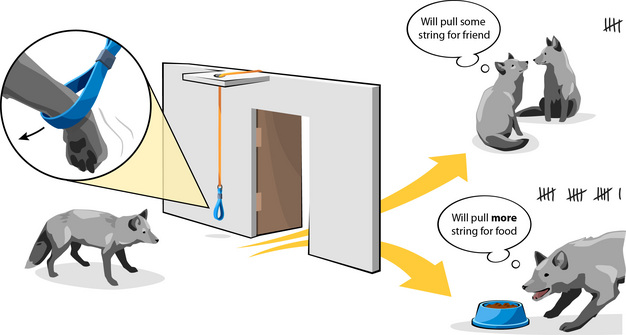 Will pull some
string for friend
Will pull more
string for food